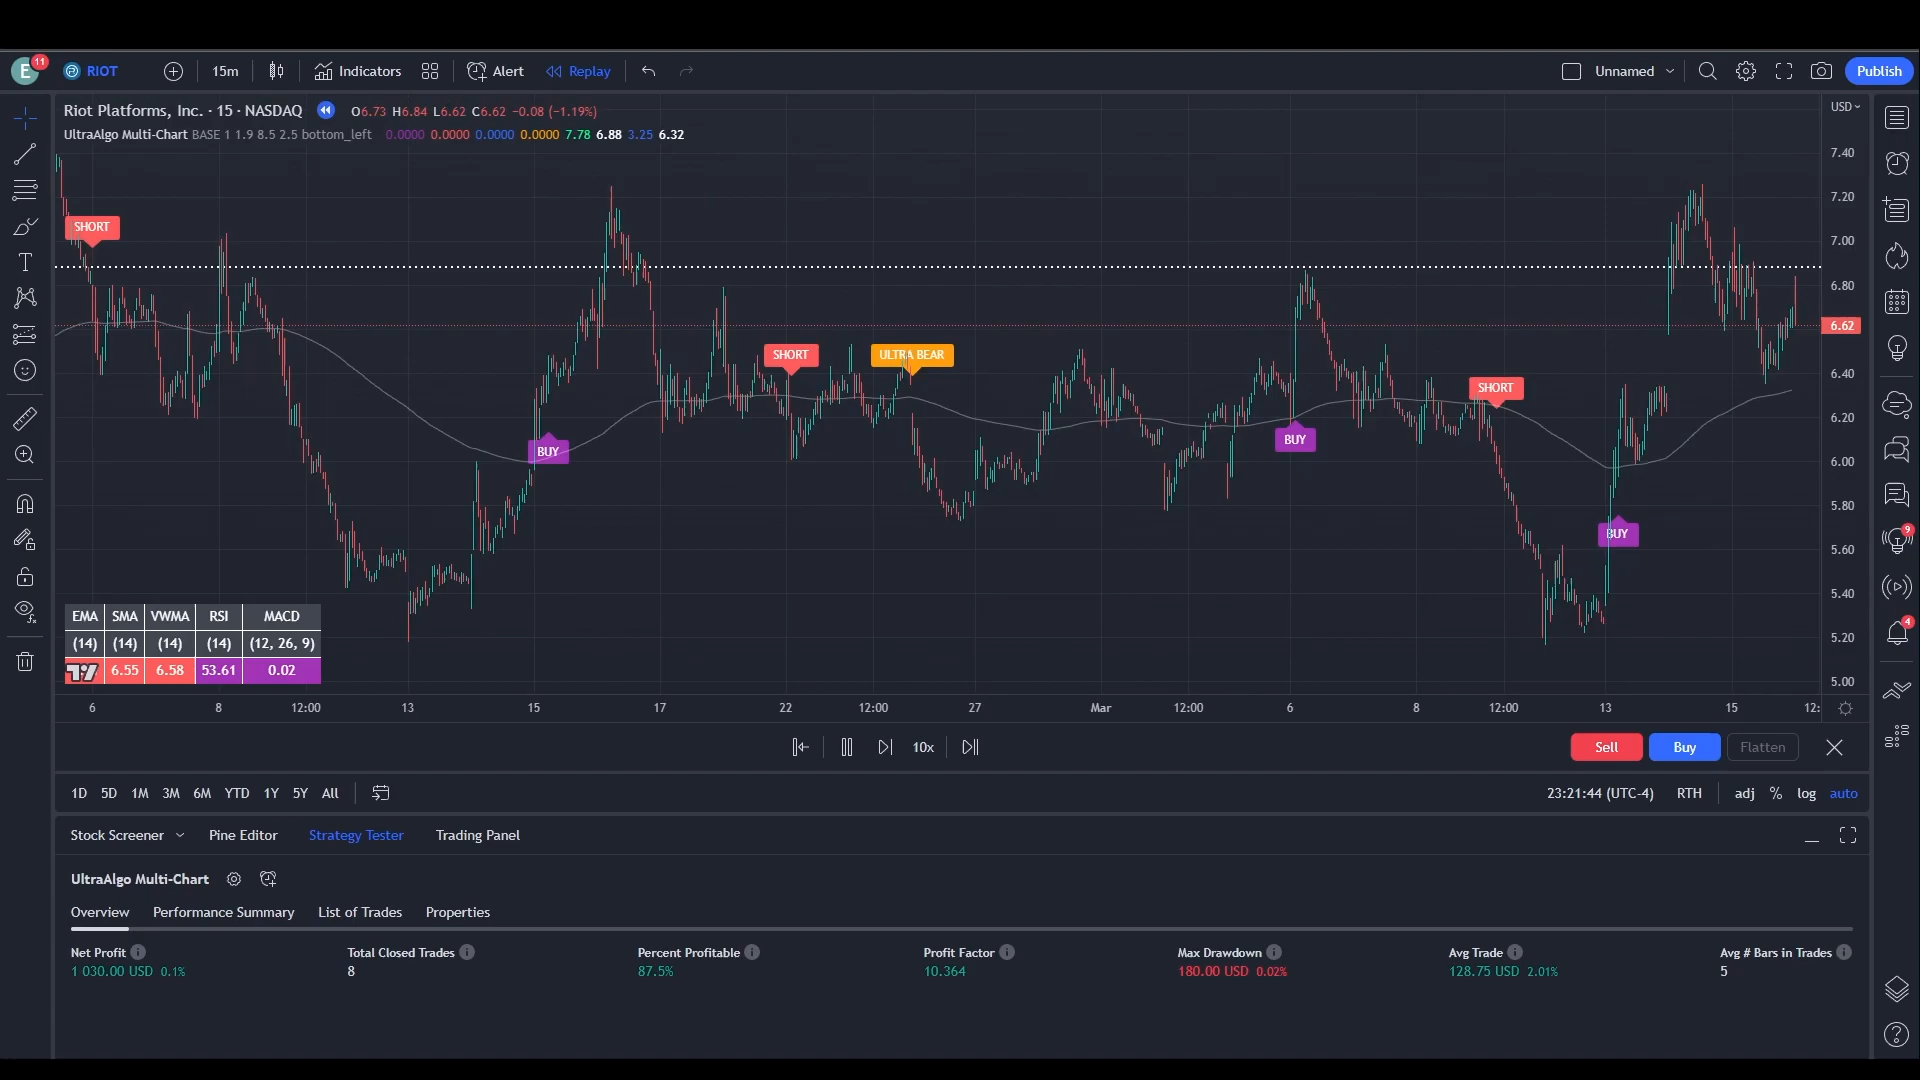 E 11 RIOT 15m Indicators Alert Replay Unnamed Publish
Riot Platforms, Inc. · 15 · NASDAQ O6.73 H6.84 L6.62 C6.62 −0.08 (−1.19%) USD
UltraAlgo Multi-Chart BASE 1 1.9 8.5 2.5 bottom_left 0.0000 0.0000 0.0000 0.0000 7.78 6.88 3.25 6.32
7.40
7.20
SHORT
7.00
6.80
6.62
SHORT
ULTRA BEAR
6.40
SHORT
6.20
BUY
BUY
6.00
5.80
BUY
9
5.60
5.40
EMA SMA VWMA RSI MACD
4
5.20
(14) (14) (14) (14) (12, 26, 9)
6.55 6.58 53.61 0.02
5.00
6 8 12:00 13 15 17 22 12:00 27 Mar 12:00 6 8 12:00 13 15 12:
10x Sell Buy Flatten
1D 5D 1M 3M 6M YTD 1Y 5Y All 23:21:44 (UTC-4) RTH adj % log auto
Stock Screener Pine Editor Strategy Tester Trading Panel
UltraAlgo Multi-Chart
Overview Performance Summary List of Trades Properties
Net Profit Total Closed Trades Percent Profitable Profit Factor Max Drawdown Avg Trade Avg # Bars in Trades
1 030.00 USD 0.1% 8 87.5% 10.364 180.00 USD 0.02% 128.75 USD 2.01% 5